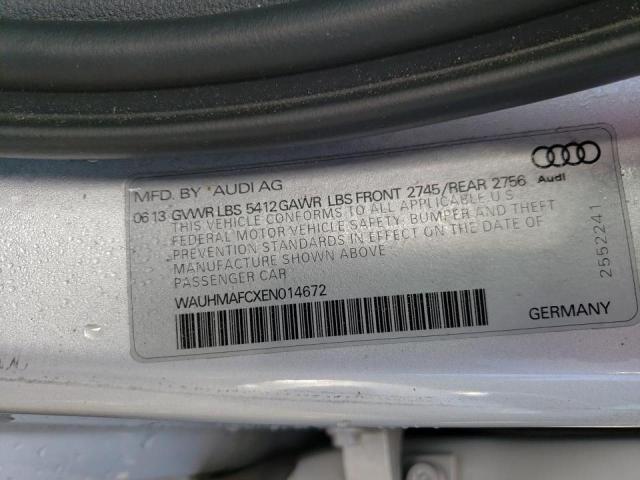 MFD. BY AUDI AG
06 13 GVWR LBS 5412 GAWR LBS FRONT 2745/REAR 2756
THIS VEHICLE CONFORMS TO ALL APPLICABLE U S
FEDERAL MOTOR VEHICLE SAFETY, BUMPER AND THEFT
PREVENTION STANDARDS IN EFFECT ON THE DATE OF
MANUFACTURE SHOWN ABOVE
PASSENGER CAR
WAUHMAFCXEN014672
Audi
2552241
GERMANY